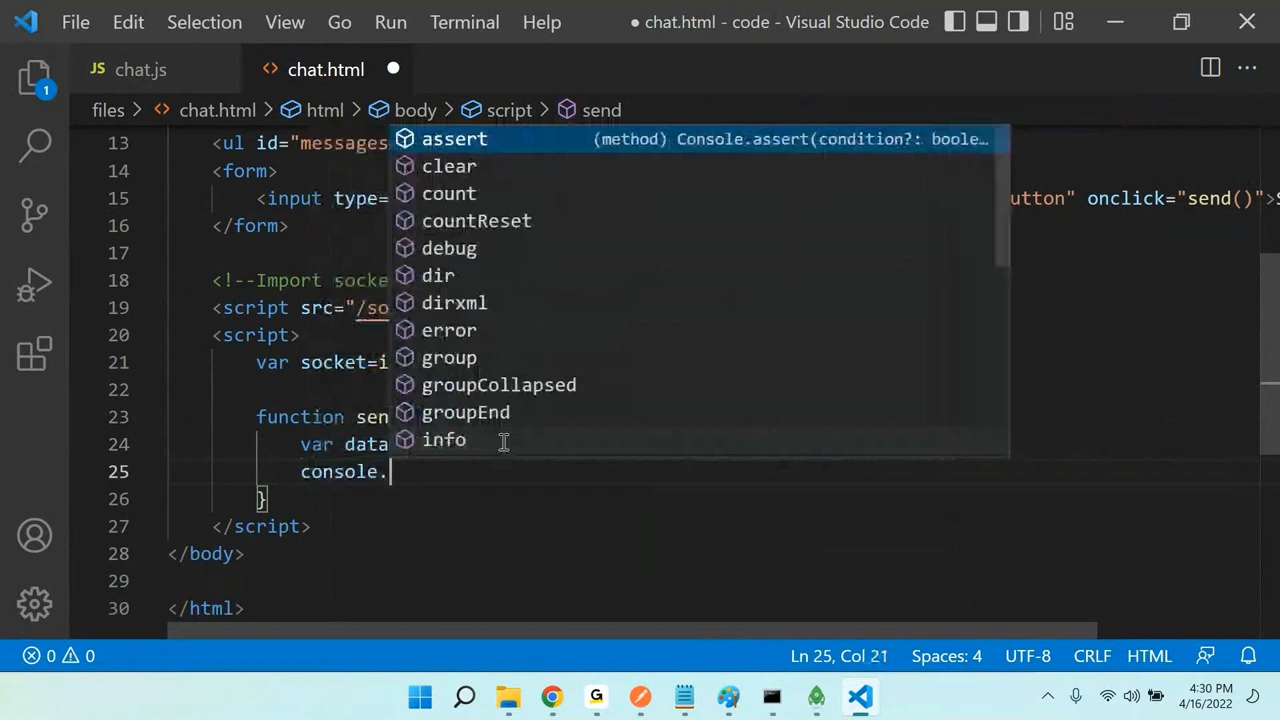 File Edit Selection View Go Run Terminal Help ● chat.html - code - Visual Studio Code
JS chat.js <> chat.html
files > <> chat.html > html > body > script > send
13 <ul id="messages
14 <form>
15 <input type= utton" onclick="send()">S
16 </form>
17
18 <!--Import socke
19 <script src="/so
20 <script>
21 var socket=i
22
23 function sen
24 var data
25 console.
26 }
27 </script>
28 </body>
29
30 </html>
assert (method) Console.assert(condition?: boole…
clear
count
countReset
debug
dir
dirxml
error
group
groupCollapsed
groupEnd
info
1
0 0 Ln 25, Col 21 Spaces: 4 UTF-8 CRLF HTML
G
4:30 PM
4/16/2022